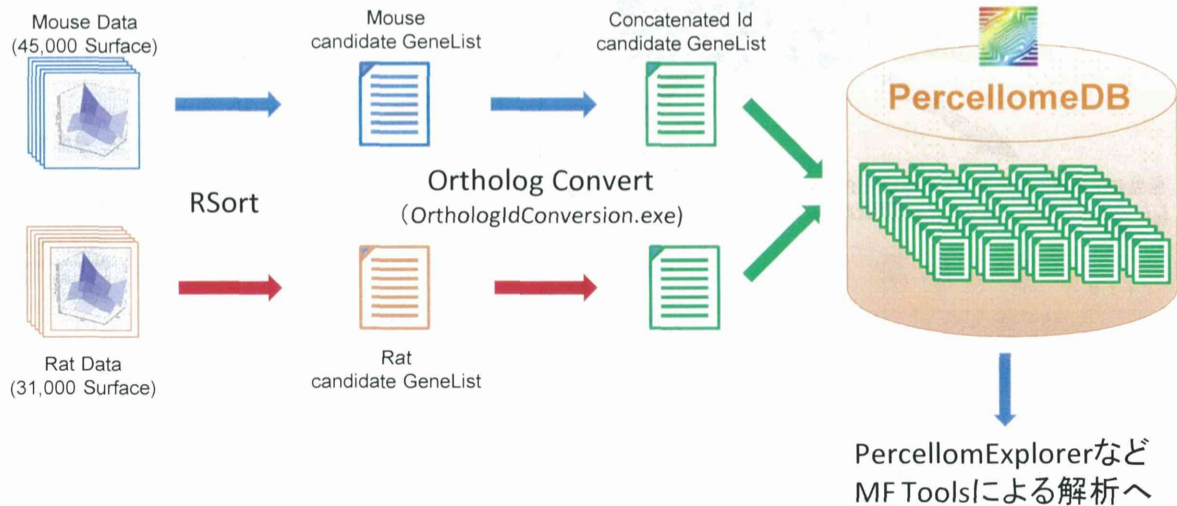 Mouse Data
(45,000 Surface)
Mouse
candidate GeneList
Concatenated Id
candidate GeneList
PercellomeDB
RSort
Ortholog Convert
(OrthologIdConversion.exe)
Rat Data
(31,000 Surface)
Rat
candidate GeneList
PercellomExplorerなど
MF Toolsによる解析へ